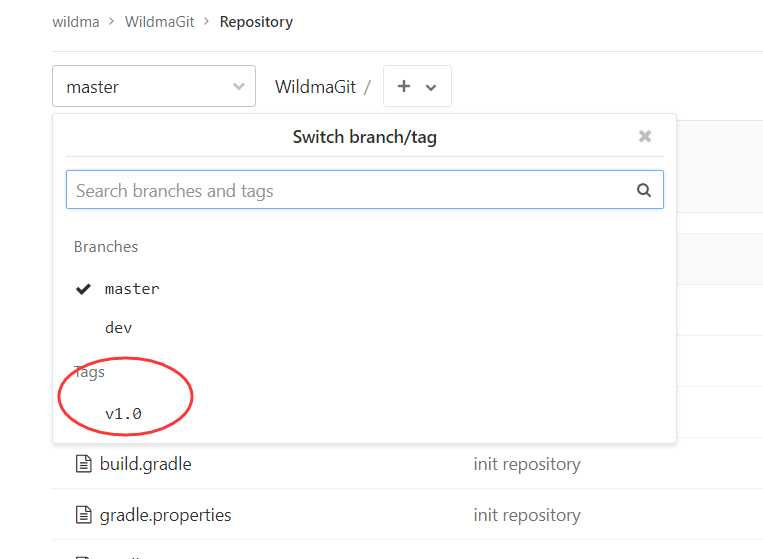 wildma > WildmaGit > Repository
master WildmaGit / +
Switch branch/tag
Search branches and tags
Branches
master
dev
Tags
v1.0
build.gradle init repository
gradle.properties init repository